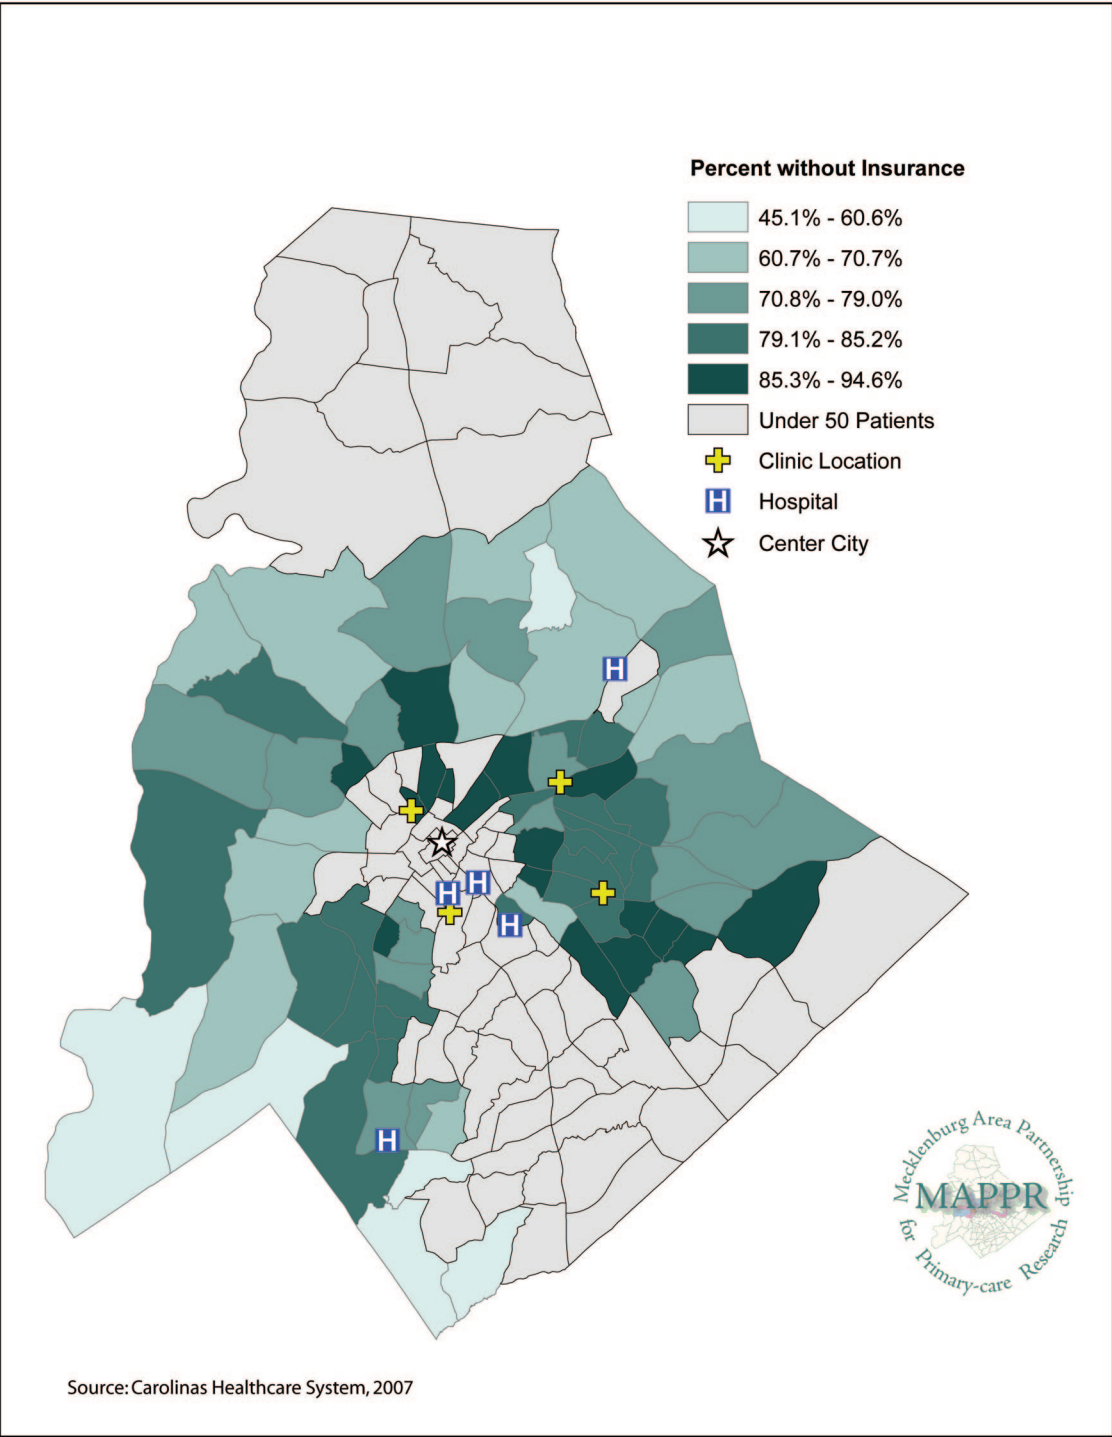 Percent without Insurance
45.1% - 60.6%
60.7% - 70.7%
70.8% - 79.0%
79.1% - 85.2%
85.3% - 94.6%
Under 50 Patients
Clinic Location
H Hospital
Center City
H
H
H
H
H
Mecklenburg Area Partnership
MAPPR
for Primary-care Research
Source: Carolinas Healthcare System, 2007